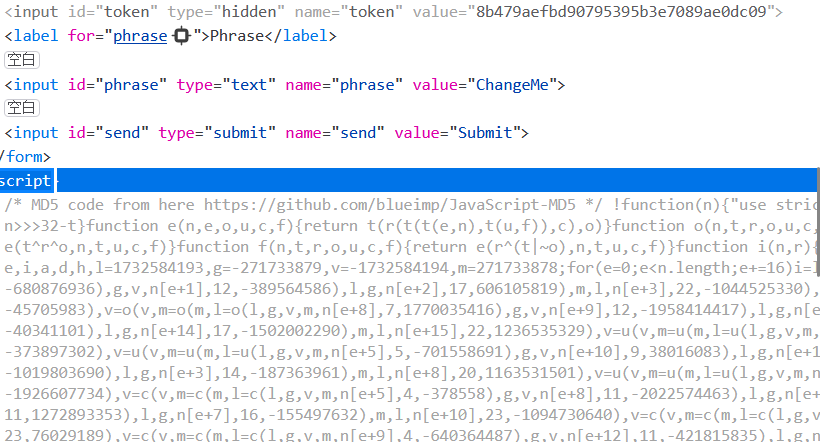 <input id="token" type="hidden" name="token" value="8b479aefbd90795395b3e7089ae0dc09">
<label for="phrase">Phrase</label>
空白
<input id="phrase" type="text" name="phrase" value="ChangeMe">
空白
<input id="send" type="submit" name="send" value="Submit">
/form>
script>
/* MD5 code from here https://github.com/blueimp/JavaScript-MD5 */ !function(n){"use stric
n>>>32-t}function e(n,e,o,u,c,f){return t(r(t(t(e,n),t(u,f)),c),o)}function o(n,t,r,o,u,c,
e(t^r^o,n,t,u,c,f)}function f(n,t,r,o,u,c,f){return e(r^(t|~o),n,t,u,c,f)}function i(n,r){
e,i,a,d,h,l=1732584193,g=-271733879,v=-1732584194,m=271733878;for(e=0;e<n.length;e+=16)i=l
-680876936),g,v,n[e+1],12,-389564586),l,g,n[e+2],17,606105819),m,l,n[e+3],22,-1044525330),
-45705983),v=o(v,m=o(m,l=o(l,g,v,m,n[e+8],7,1770035416),g,v,n[e+9],12,-1958414417),l,g,n[e
-40341101),l,g,n[e+14],17,-1502002290),m,l,n[e+15],22,1236535329),v=u(v,m=u(m,l=u(l,g,v,m,
-373897302),v=u(v,m=u(m,l=u(l,g,v,m,n[e+5],5,-701558691),g,v,n[e+10],9,38016083),l,g,n[e+1
-1019803690),l,g,n[e+3],14,-187363961),m,l,n[e+8],20,1163531501),v=u(v,m=u(m,l=u(l,g,v,m,n
-1926607734),v=c(v,m=c(m,l=c(l,g,v,m,n[e+5],4,-378558),g,v,n[e+8],11,-2022574463),l,g,n[e+
11,1272893353),l,g,n[e+7],16,-155497632),m,l,n[e+10],23,-1094730640),v=c(v,m=c(m,l=c(l,g,v
23,76029189),v=c(v,m=c(m,l=c(l,g,v,m,n[e+9],4,-640364487),g,v,n[e+12],11,-421815835),l,g,n